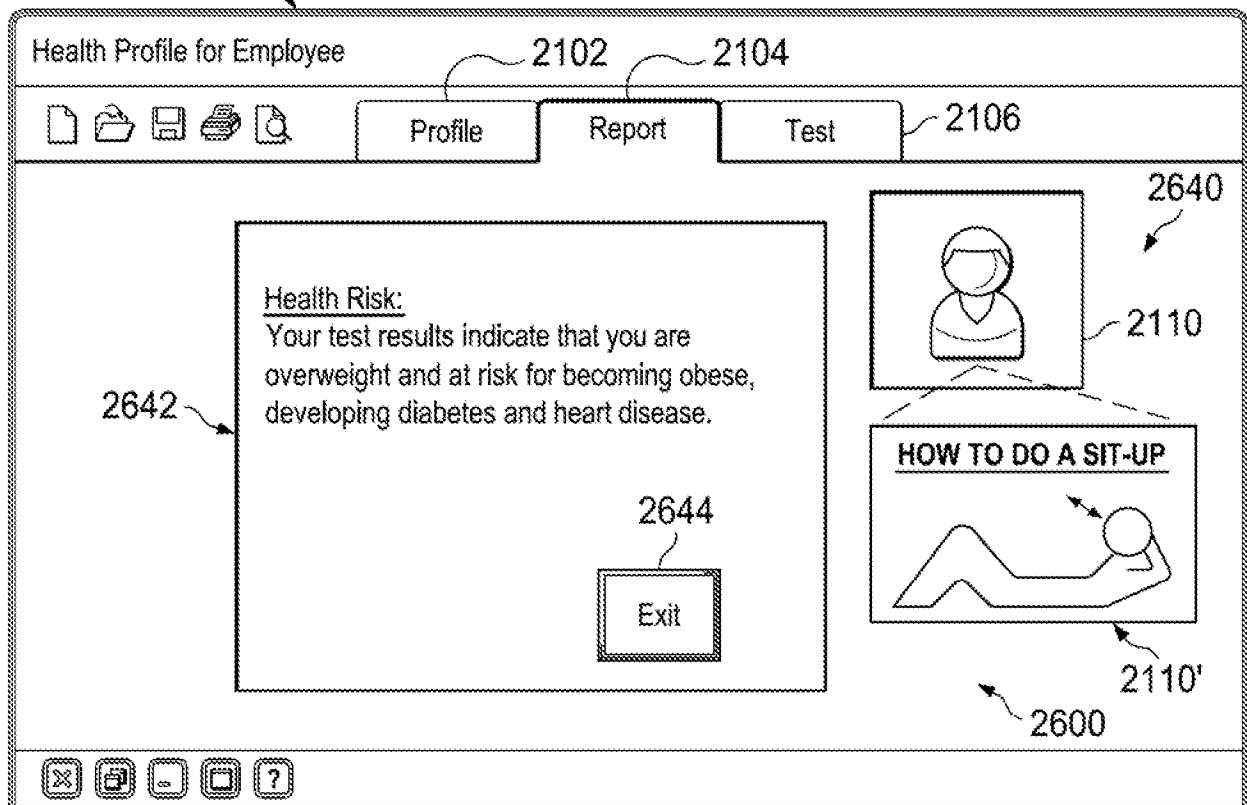 Health Profile for Employee
2102
2104
Profile
Report
Test
2106
2640
Health Risk:
Your test results indicate that you are
overweight and at risk for becoming obese,
developing diabetes and heart disease.
2110
2642
HOW TO DO A SIT-UP
2644
Exit
2110'
2600
?